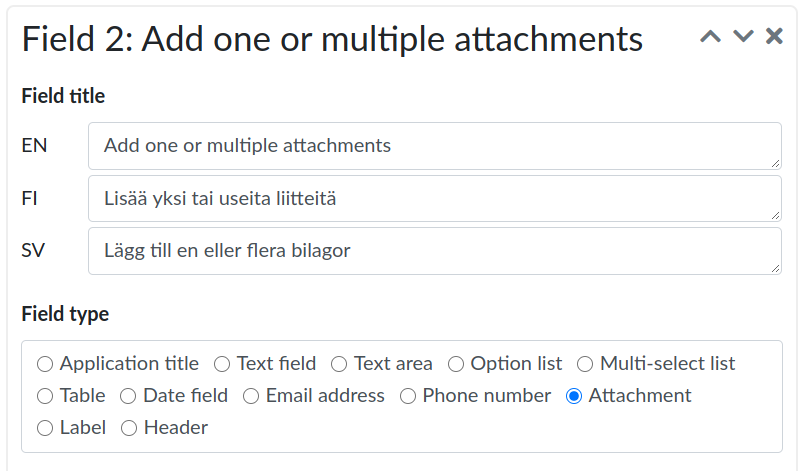 Field 2: Add one or multiple attachments
Field title
EN Add one or multiple attachments
FI Lisää yksi tai useita liitteitä
SV Lägg till en eller flera bilagor
Field type
Application title Text field Text area Option list Multi-select list
Table Date field Email address Phone number Attachment
Label Header